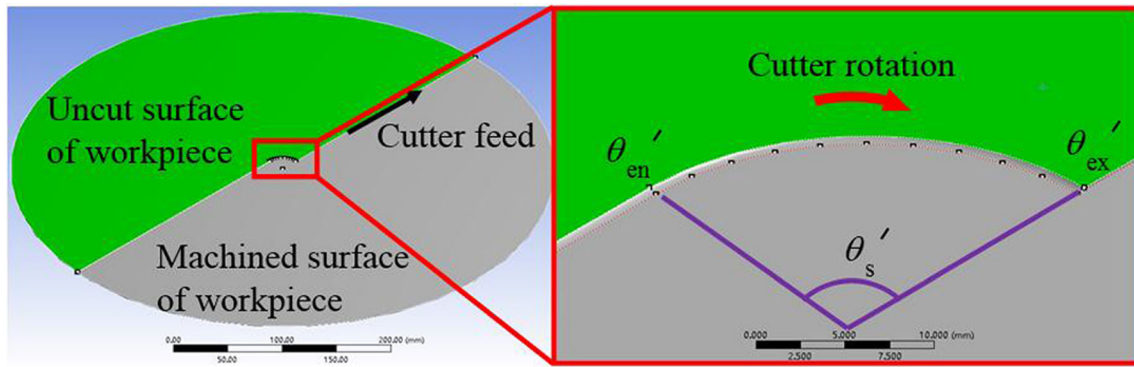 Uncut surface
of workpiece
Cutter feed
Machined surface
of workpiece
0.00 100.00 200.00 (mm)
50.00 150.00
Cutter rotation
θen′
θex′
θs′
0.000 5.000 10.000 (mm)
2.500 7.500